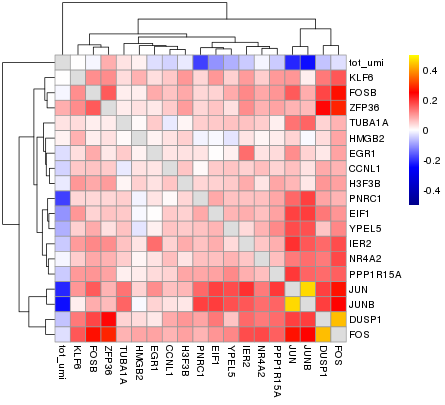 tot_umi
KLF6
FOSB
ZFP36
TUBA1A
HMGB2
EGR1
CCNL1
H3F3B
PNRC1
EIF1
YPEL5
IER2
NR4A2
PPP1R15A
JUN
JUNB
DUSP1
FOS
0.4
0.2
0
-0.2
-0.4
tot_umi
KLF6
FOSB
ZFP36
TUBA1A
HMGB2
EGR1
CCNL1
H3F3B
PNRC1
EIF1
YPEL5
IER2
NR4A2
PPP1R15A
JUN
JUNB
DUSP1
FOS